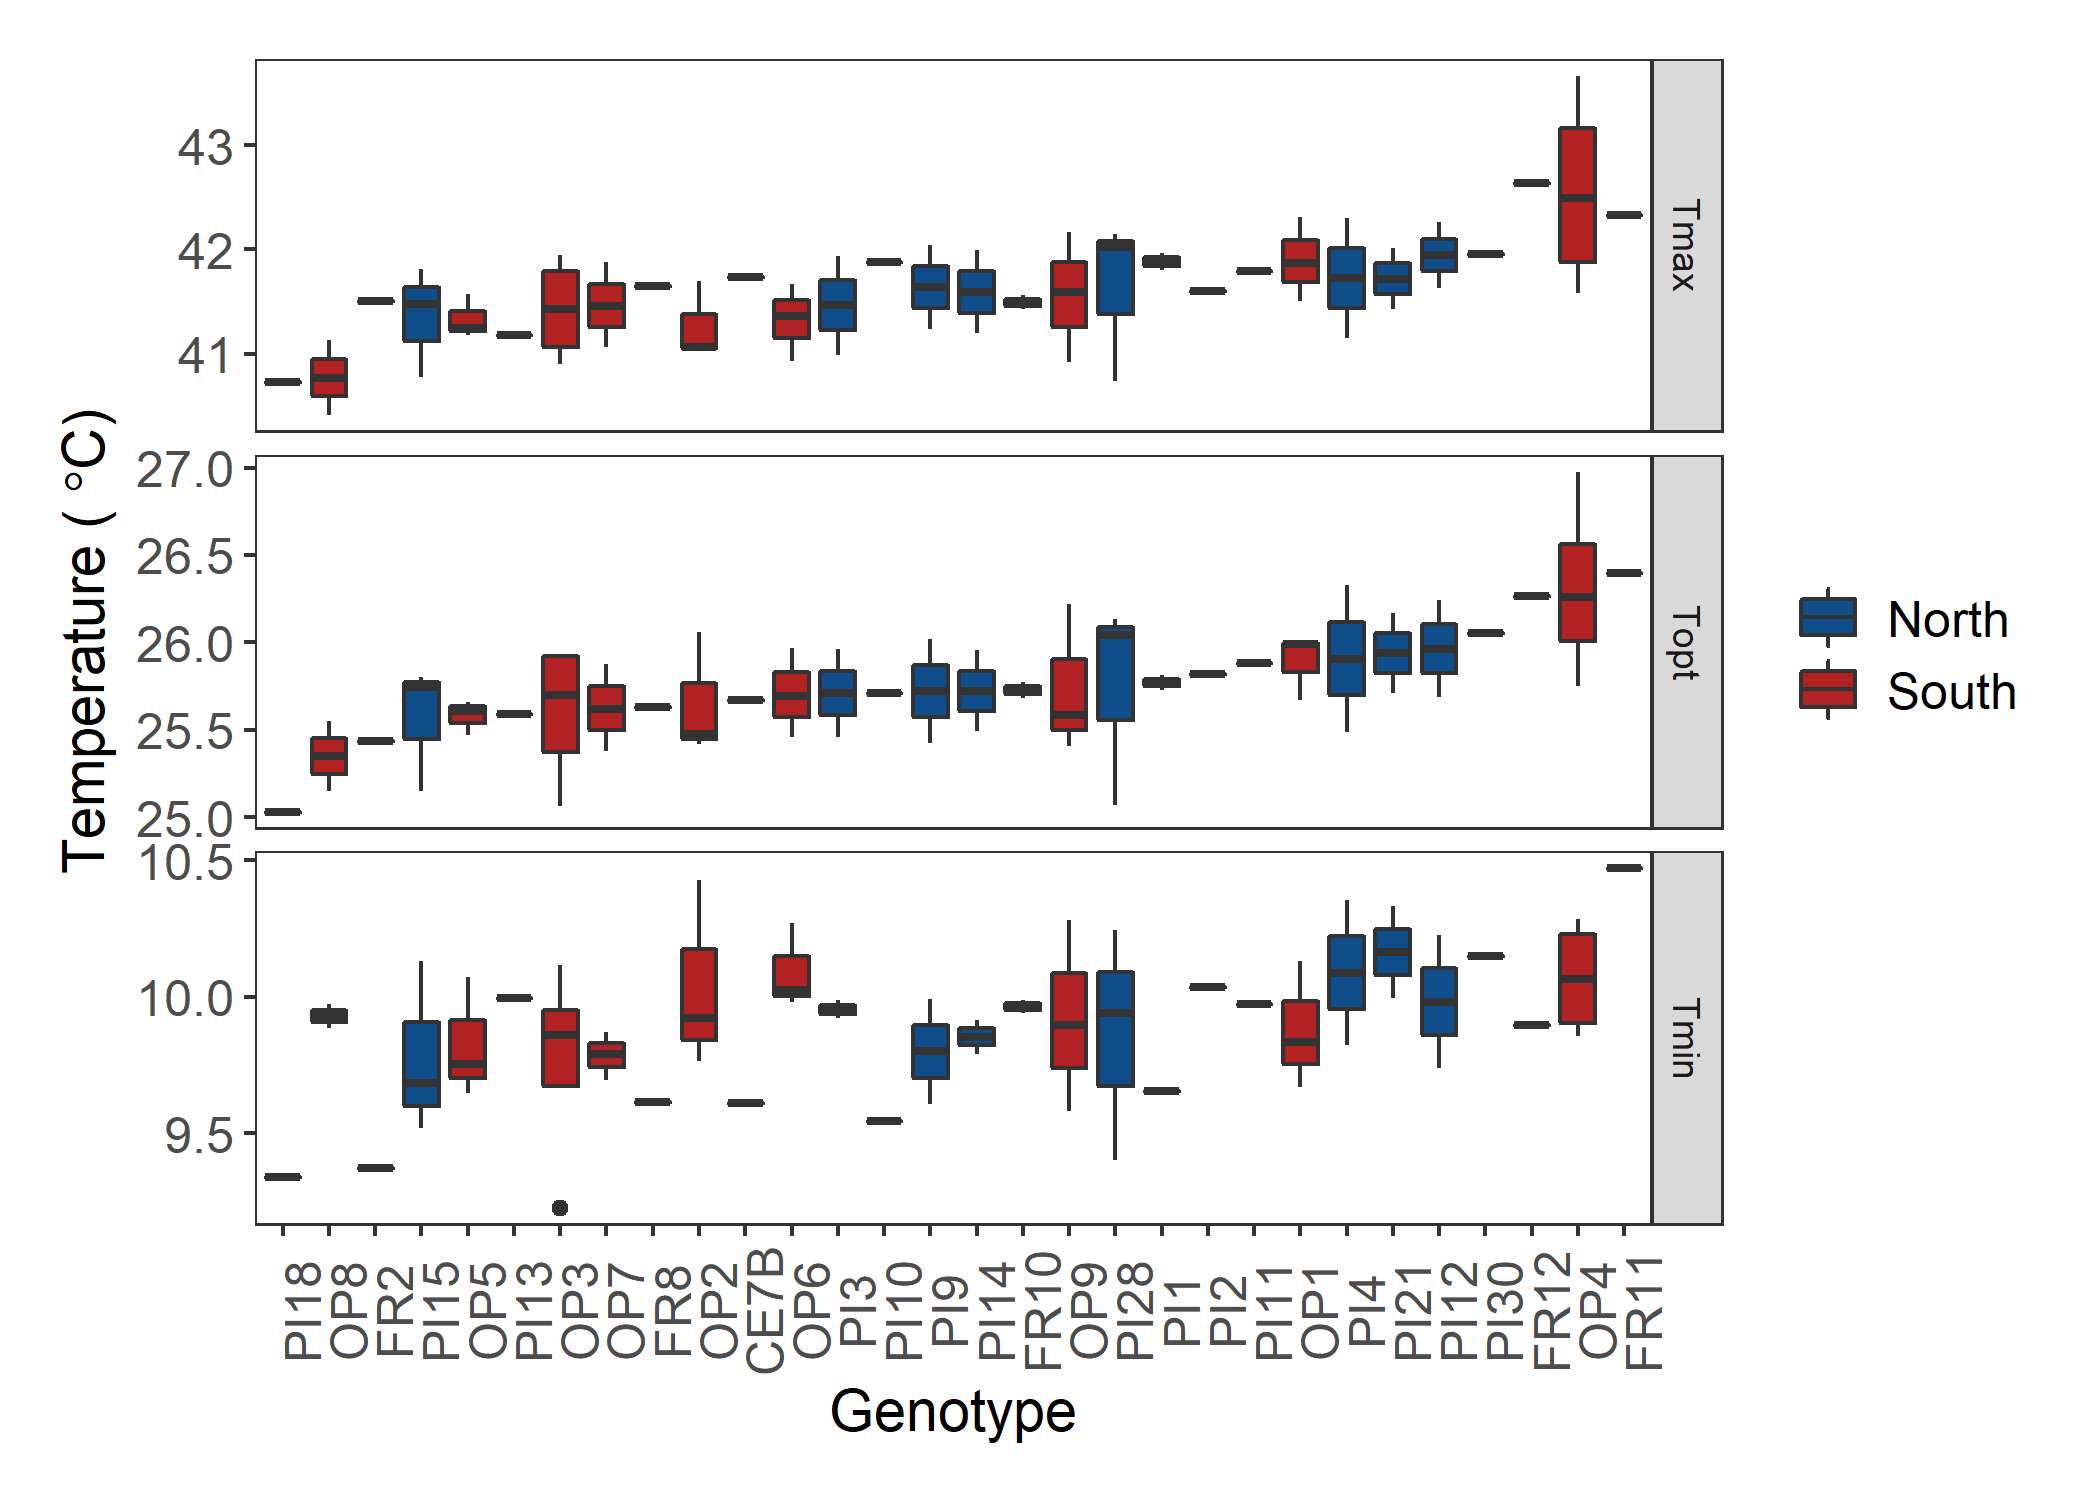 43
42
41
Tmax
27.0
26.5
26.0
25.5
25.0
Topt
10.5
10.0
9.5
Tmin
Temperature ( °C)
PI18
OP8
FR2
PI15
OP5
PI13
OP3
OP7
FR8
OP2
CE7B
OP6
PI3
PI10
PI9
PI14
FR10
OP9
PI28
PI1
PI2
PI11
OP1
PI4
PI21
PI12
PI30
FR12
OP4
FR11
Genotype
North
South